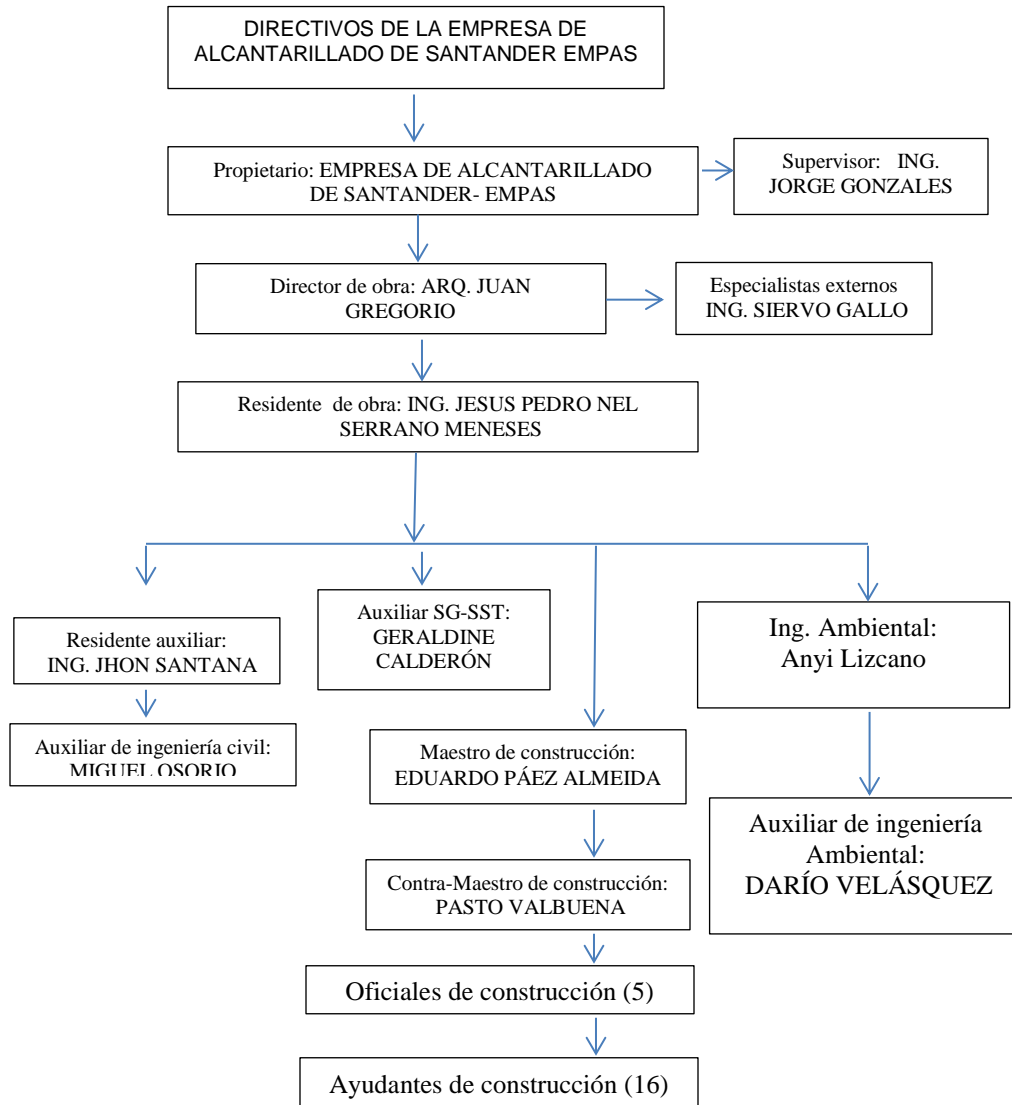 DIRECTIVOS DE LA EMPRESA DE
ALCANTARILLADO DE SANTANDER EMPAS
Propietario: EMPRESA DE ALCANTARILLADO
DE SANTANDER- EMPAS
Supervisor: ING.
JORGE GONZALES
Director de obra: ARQ. JUAN
GREGORIO
Especialistas externos
ING. SIERVO GALLO
Residente de obra: ING. JESUS PEDRO NEL
SERRANO MENESES
Residente auxiliar:
ING. JHON SANTANA
Auxiliar SG-SST:
GERALDINE
CALDERÓN
Ing. Ambiental:
Anyi Lizcano
Auxiliar de ingeniería civil:
MIGUEL OSORIO
Maestro de construcción:
EDUARDO PÁEZ ALMEIDA
Auxiliar de ingeniería
Ambiental:
DARÍO VELÁSQUEZ
Contra-Maestro de construcción:
PASTO VALBUENA
Oficiales de construcción (5)
Ayudantes de construcción (16)